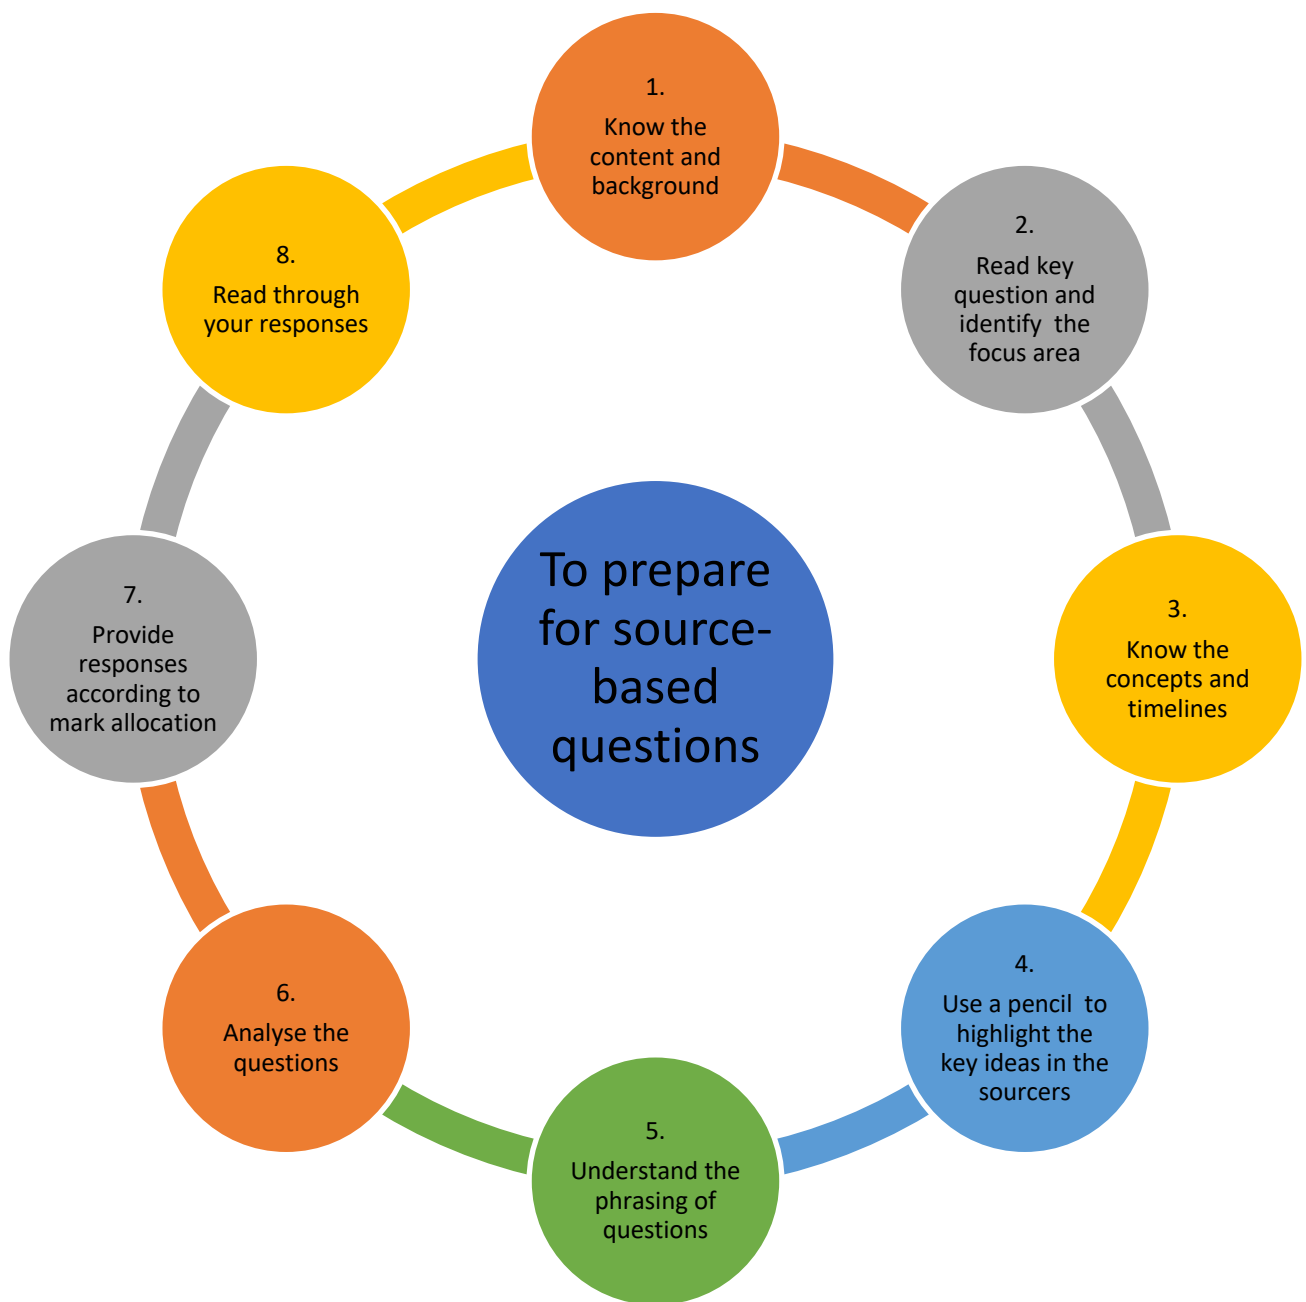 1.
Know the
content and
background
2.
Read key
question and
identify  the
focus area
3.
Know the
concepts and
timelines
4.
Use a pencil  to
highlight the
key ideas in the
sourcers
5.
Understand the
phrasing of
questions
6.
Analyse the
questions
7.
Provide
responses
according to
mark allocation
8.
Read through
your responses
To prepare
for source-
based
questions